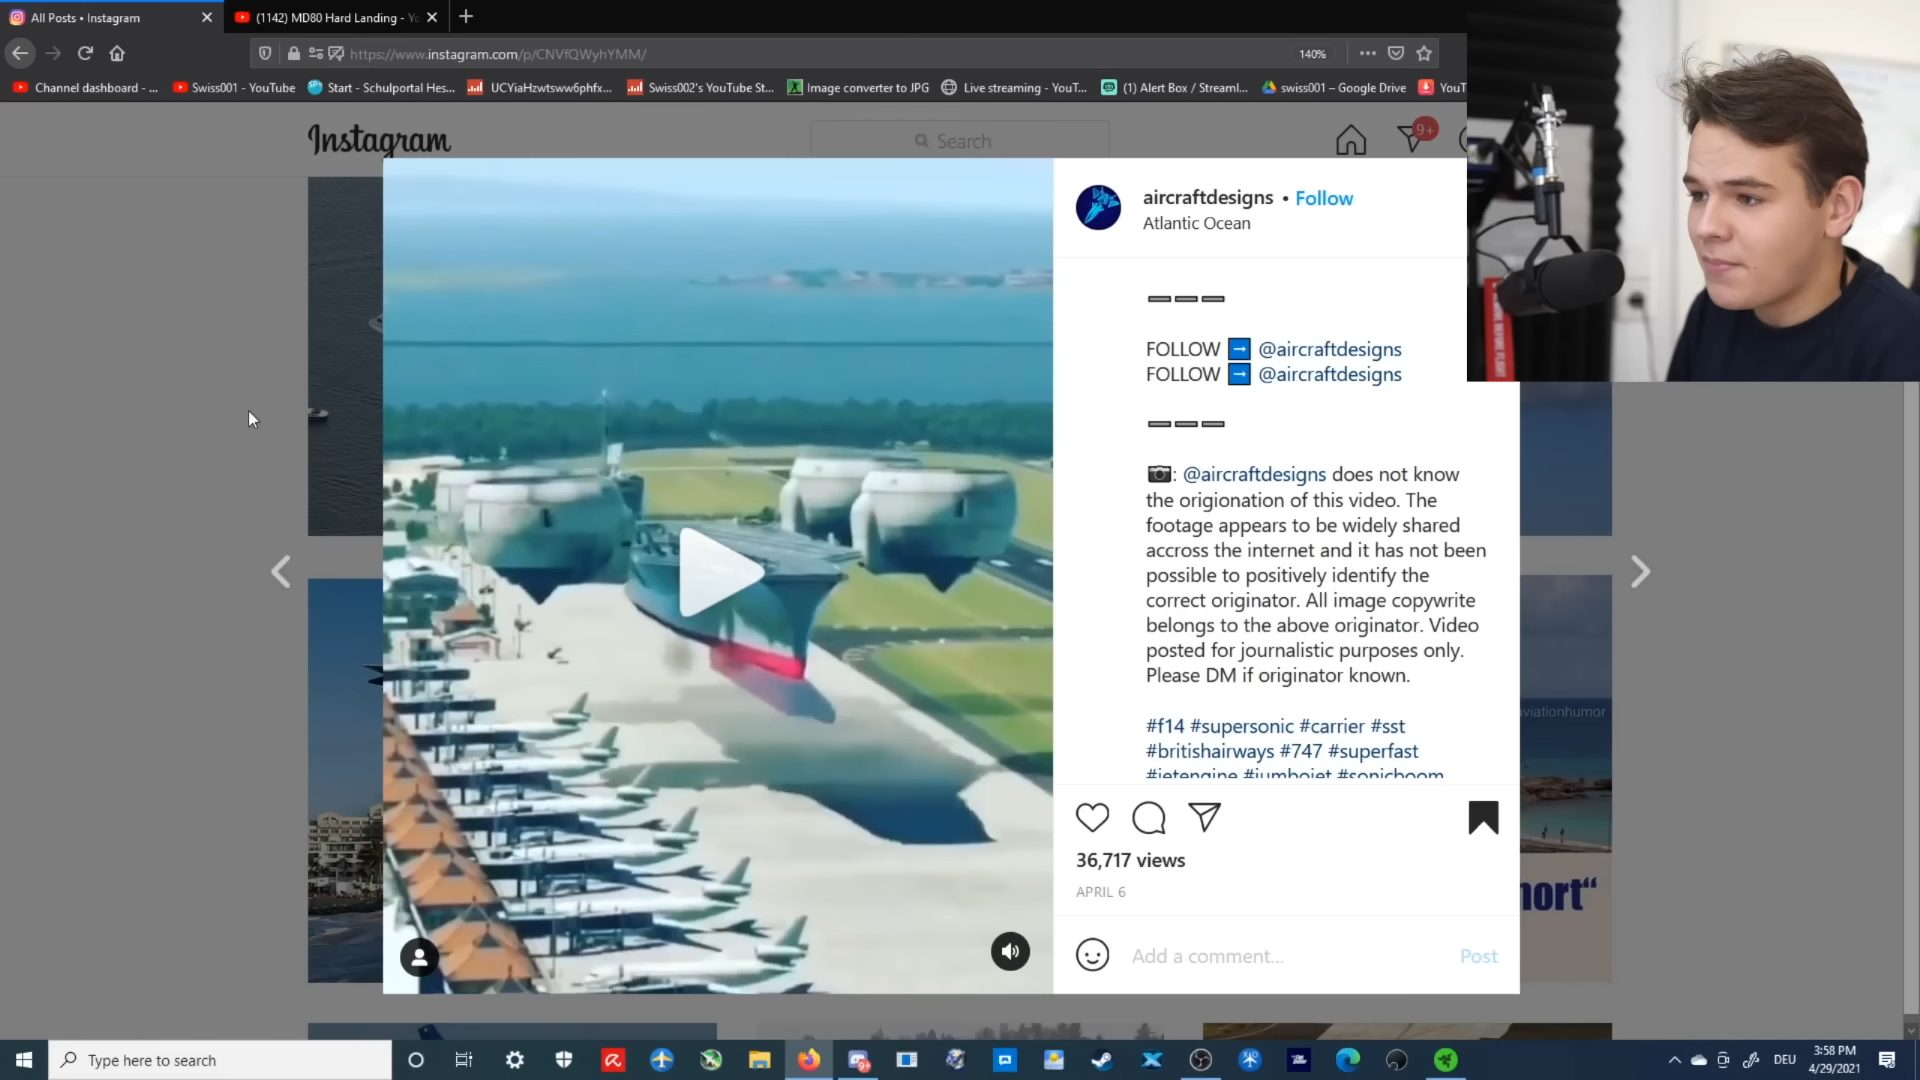 All Posts • Instagram
(1142) MD80 Hard Landing -
https://www.instagram.com/p/CNVfQWyhYMM/
140%
Channel dashboard - ...
Swiss001 - YouTube
Start - Schulportal Hes...
UCYiaHzwtsww6phfx...
Swiss002's YouTube St...
Image converter to JPG
Live streaming - YouT...
(1) Alert Box / Streaml...
swiss001 – Google Drive
YouT
Instagram
Search
9+
aircraftdesigns • Follow
Atlantic Ocean
FOLLOW ➡ @aircraftdesigns
FOLLOW ➡ @aircraftdesigns
📷: @aircraftdesigns does not know
the origionation of this video. The
footage appears to be widely shared
accross the internet and it has not been
possible to positively identify the
correct originator. All image copywrite
belongs to the above originator. Video
posted for journalistic purposes only.
Please DM if originator known.
#f14 #supersonic #carrier #sst
#britishairways #747 #superfast
#jetengine #jumbojet #sonicboom
36,717 views
APRIL 6
Add a comment...
Post
aviationhumor
hort“
Type here to search
9+
DEU
3:58 PM
4/29/2021